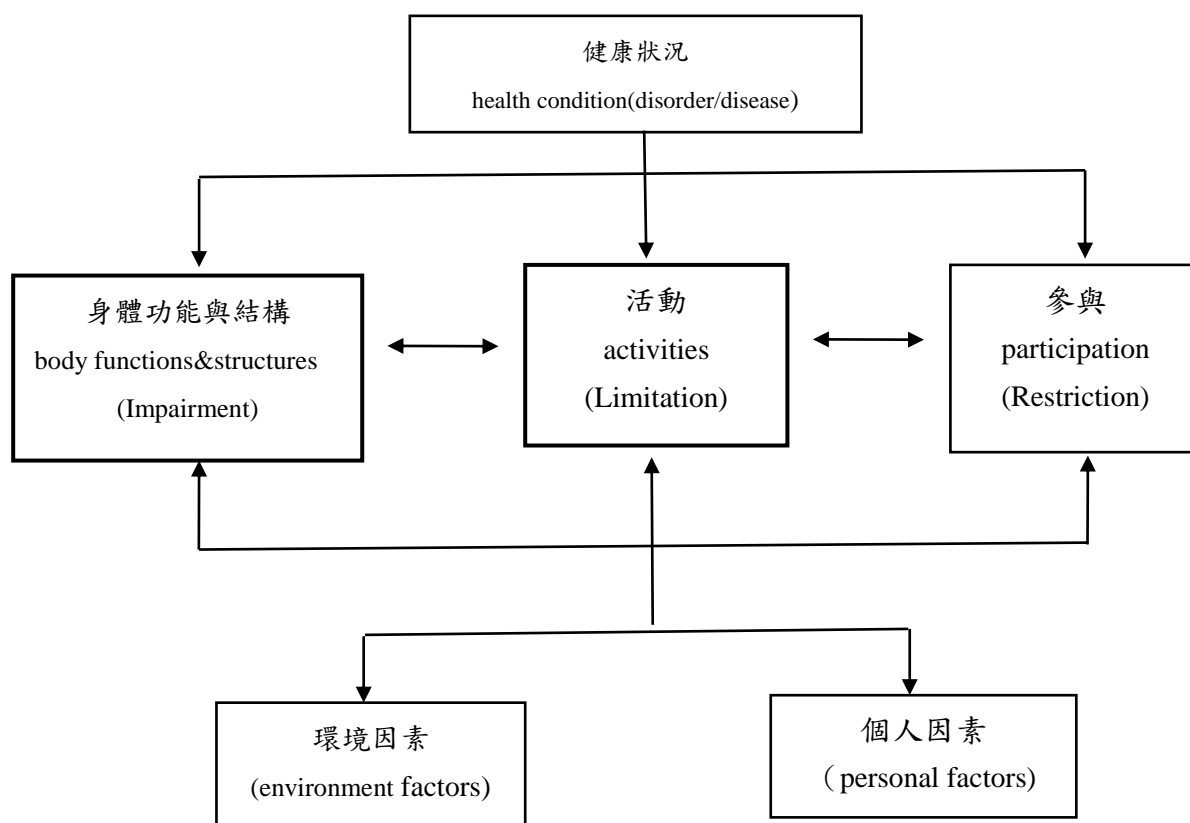 健康狀況
health condition(disorder/disease)
身體功能與結構
body functions&structures
(Impairment)
活動
activities
(Limitation)
參與
participation
(Restriction)
環境因素
(environment factors)
個人因素
（personal factors)